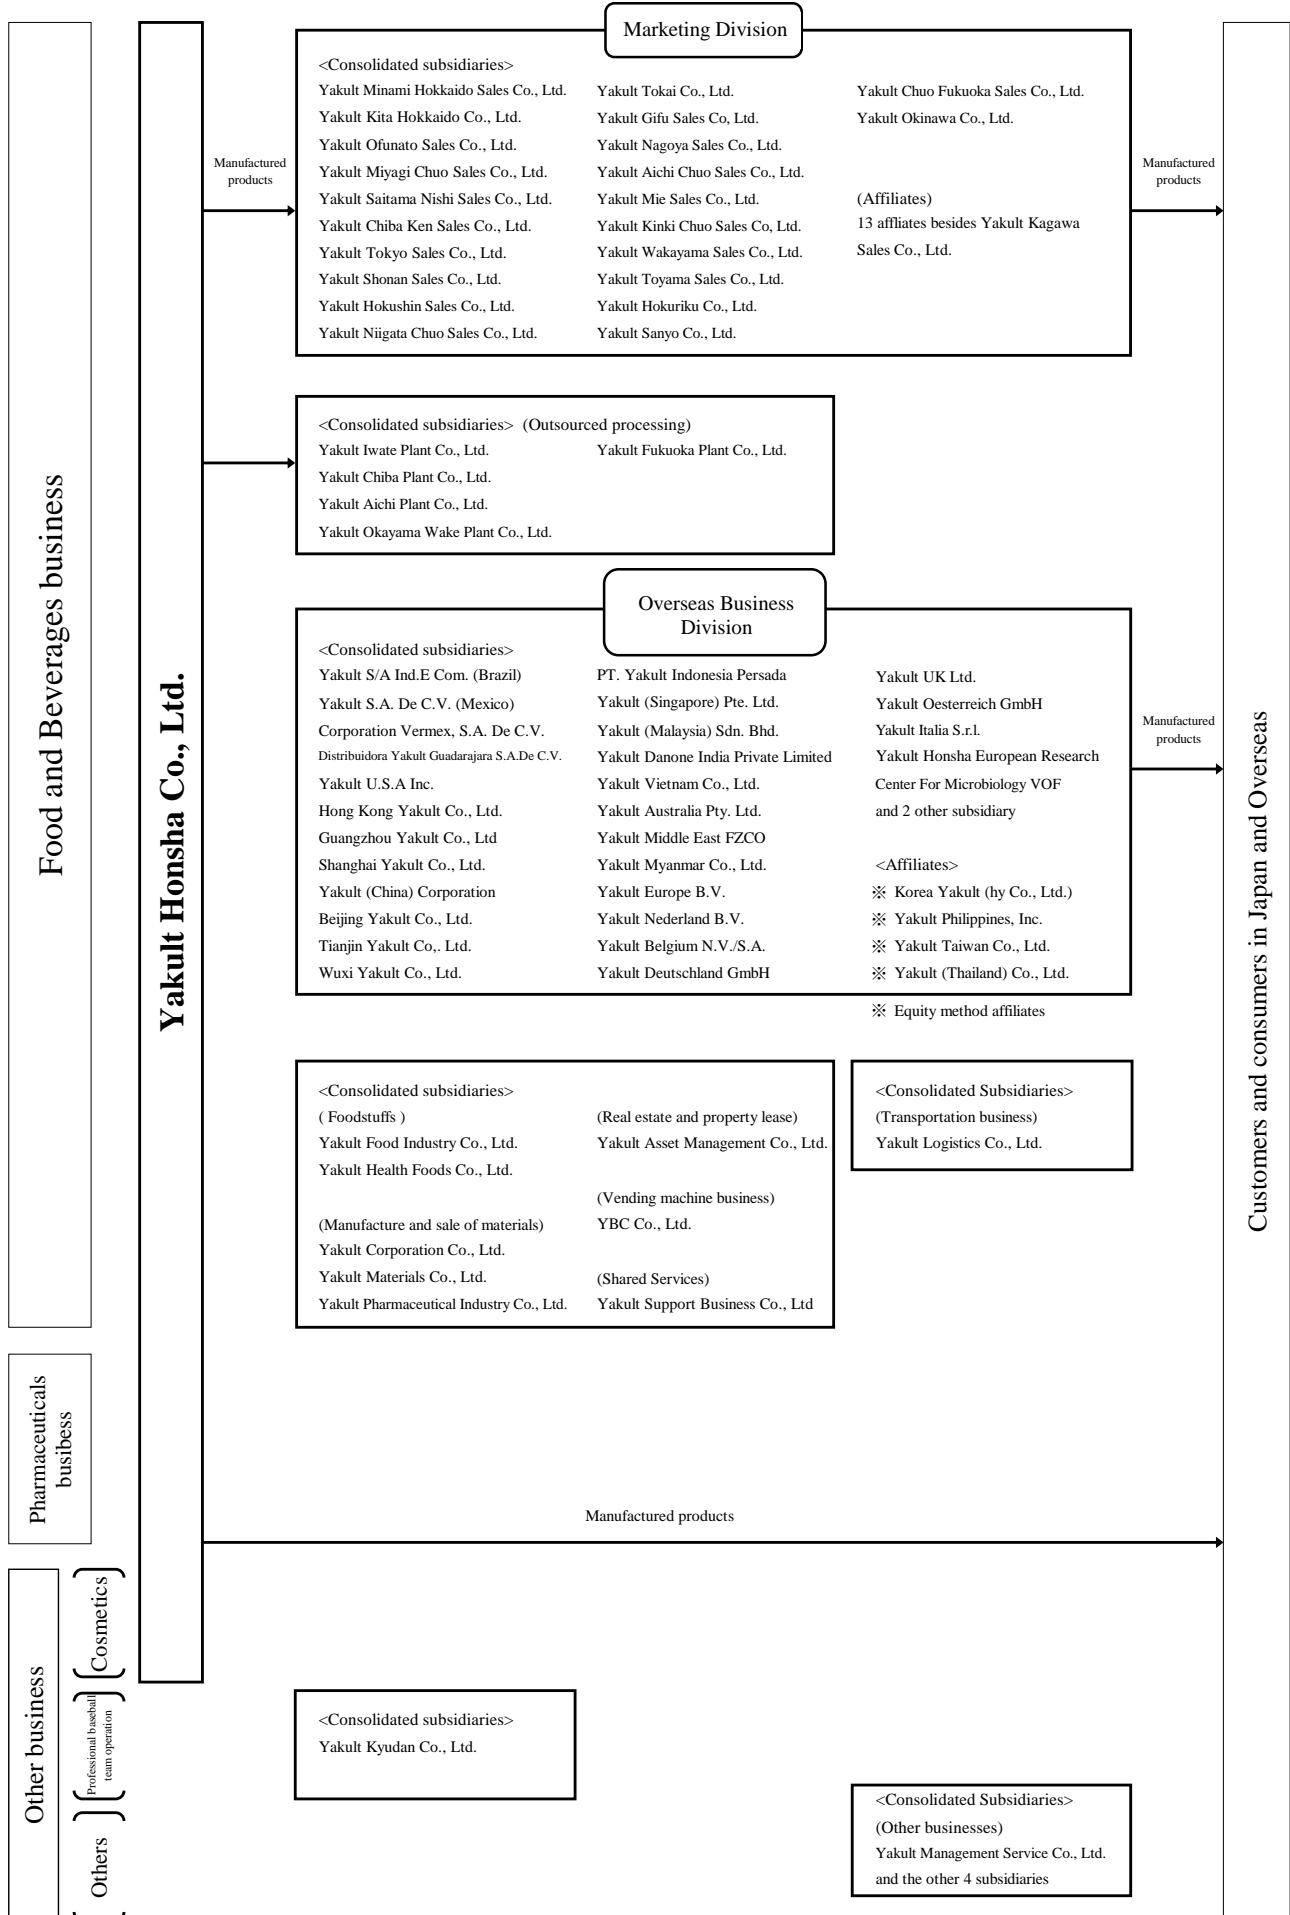 Food and Beverages business
Pharmaceuticals
busibess
Other business
Cosmetics
Professional baseball
team operation
Others
Yakult Honsha Co., Ltd.
Manufactured
products
Marketing Division
<Consolidated subsidiaries>
Yakult Minami Hokkaido Sales Co., Ltd.
Yakult Kita Hokkaido Co., Ltd.
Yakult Ofunato Sales Co., Ltd.
Yakult Miyagi Chuo Sales Co., Ltd.
Yakult Saitama Nishi Sales Co., Ltd.
Yakult Chiba Ken Sales Co., Ltd.
Yakult Tokyo Sales Co., Ltd.
Yakult Shonan Sales Co., Ltd.
Yakult Hokushin Sales Co., Ltd.
Yakult Niigata Chuo Sales Co., Ltd.
Yakult Tokai Co., Ltd.
Yakult Gifu Sales Co, Ltd.
Yakult Nagoya Sales Co., Ltd.
Yakult Aichi Chuo Sales Co., Ltd.
Yakult Mie Sales Co., Ltd.
Yakult Kinki Chuo Sales Co, Ltd.
Yakult Wakayama Sales Co., Ltd.
Yakult Toyama Sales Co., Ltd.
Yakult Hokuriku Co., Ltd.
Yakult Sanyo Co., Ltd.
Yakult Chuo Fukuoka Sales Co., Ltd.
Yakult Okinawa Co., Ltd.
(Affiliates)
13 affliates besides Yakult Kagawa
Sales Co., Ltd.
Manufactured
products
<Consolidated subsidiaries> (Outsourced processing)
Yakult Iwate Plant Co., Ltd.
Yakult Chiba Plant Co., Ltd.
Yakult Aichi Plant Co., Ltd.
Yakult Okayama Wake Plant Co., Ltd.
Yakult Fukuoka Plant Co., Ltd.
Overseas Business
Division
<Consolidated subsidiaries>
Yakult S/A Ind.E Com. (Brazil)
Yakult S.A. De C.V. (Mexico)
Corporation Vermex, S.A. De C.V.
Distribuidora Yakult Guadarajara S.A.De C.V.
Yakult U.S.A Inc.
Hong Kong Yakult Co., Ltd.
Guangzhou Yakult Co., Ltd
Shanghai Yakult Co., Ltd.
Yakult (China) Corporation
Beijing Yakult Co., Ltd.
Tianjin Yakult Co,. Ltd.
Wuxi Yakult Co., Ltd.
PT. Yakult Indonesia Persada
Yakult (Singapore) Pte. Ltd.
Yakult (Malaysia) Sdn. Bhd.
Yakult Danone India Private Limited
Yakult Vietnam Co., Ltd.
Yakult Australia Pty. Ltd.
Yakult Middle East FZCO
Yakult Myanmar Co., Ltd.
Yakult Europe B.V.
Yakult Nederland B.V.
Yakult Belgium N.V./S.A.
Yakult Deutschland GmbH
Yakult UK Ltd.
Yakult Oesterreich GmbH
Yakult Italia S.r.l.
Yakult Honsha European Research
Center For Microbiology VOF
and 2 other subsidiary
<Affiliates>
※ Korea Yakult (hy Co., Ltd.)
※ Yakult Philippines, Inc.
※ Yakult Taiwan Co., Ltd.
※ Yakult (Thailand) Co., Ltd.
※ Equity method affiliates
Manufactured
products
<Consolidated subsidiaries>
( Foodstuffs )
Yakult Food Industry Co., Ltd.
Yakult Health Foods Co., Ltd.
(Manufacture and sale of materials)
Yakult Corporation Co., Ltd.
Yakult Materials Co., Ltd.
Yakult Pharmaceutical Industry Co., Ltd.
(Real estate and property lease)
Yakult Asset Management Co., Ltd.
(Vending machine business)
YBC Co., Ltd.
(Shared Services)
Yakult Support Business Co., Ltd
<Consolidated Subsidiaries>
(Transportation business)
Yakult Logistics Co., Ltd.
Manufactured products
<Consolidated subsidiaries>
Yakult Kyudan Co., Ltd.
<Consolidated Subsidiaries>
(Other businesses)
Yakult Management Service Co., Ltd.
and the other 4 subsidiaries
Customers and consumers in Japan and Overseas